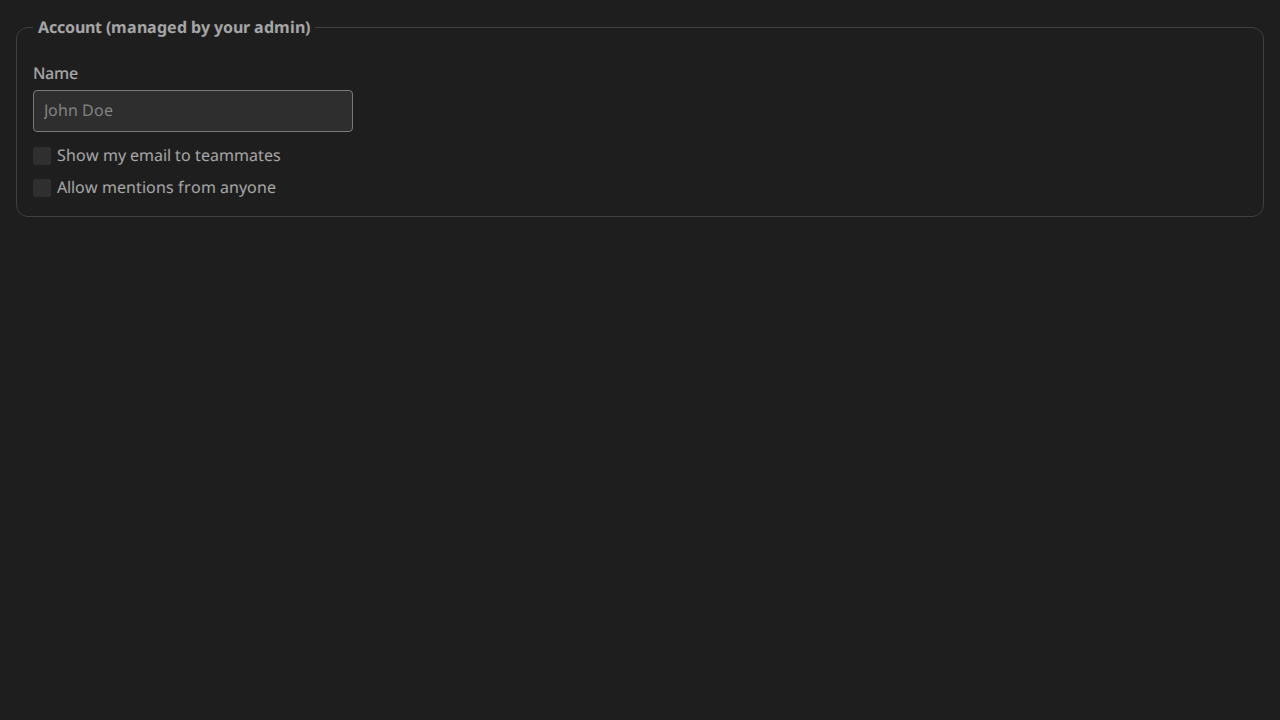 Account (managed by your admin)
Name
John Doe
Show my email to teammates
Allow mentions from anyone